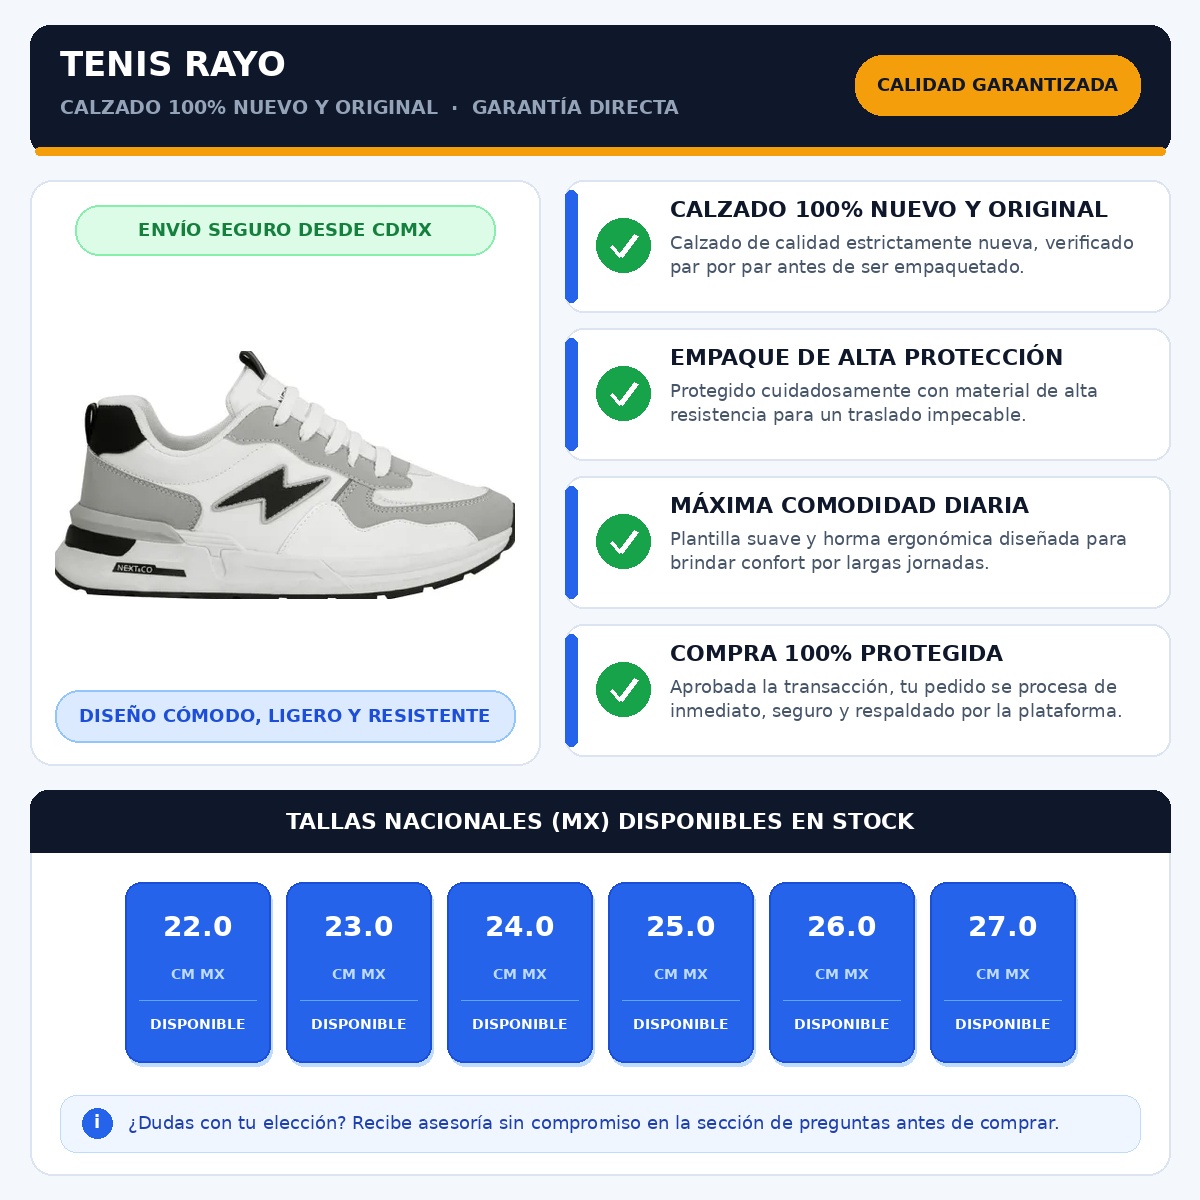 TENIS RAYO
CALZADO 100% NUEVO Y ORIGINAL · GARANTÍA DIRECTA
CALIDAD GARANTIZADA
ENVÍO SEGURO DESDE CDMX
NEXT&CO
DISEÑO CÓMODO, LIGERO Y RESISTENTE
CALZADO 100% NUEVO Y ORIGINAL
Calzado de calidad estrictamente nueva, verificado
par por par antes de ser empaquetado.
EMPAQUE DE ALTA PROTECCIÓN
Protegido cuidadosamente con material de alta
resistencia para un traslado impecable.
MÁXIMA COMODIDAD DIARIA
Plantilla suave y horma ergonómica diseñada para
brindar confort por largas jornadas.
COMPRA 100% PROTEGIDA
Aprobada la transacción, tu pedido se procesa de
inmediato, seguro y respaldado por la plataforma.
TALLAS NACIONALES (MX) DISPONIBLES EN STOCK
22.0
CM MX
DISPONIBLE
23.0
CM MX
DISPONIBLE
24.0
CM MX
DISPONIBLE
25.0
CM MX
DISPONIBLE
26.0
CM MX
DISPONIBLE
27.0
CM MX
DISPONIBLE
i ¿Dudas con tu elección? Recibe asesoría sin compromiso en la sección de preguntas antes de comprar.